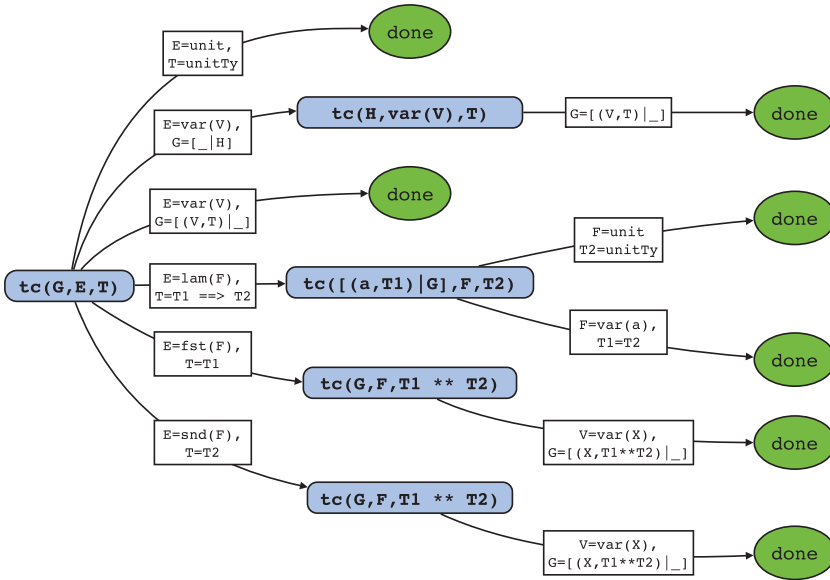 E=unit,
T=unitTy
done
E=var(V),
G=[_|H]
tc(H,var(V),T)
G=[(V,T)|_]
done
E=var(V),
G=[(V,T)|_]
done
tc(G,E,T)
E=lam(F),
T=T1 ==> T2
tc([(a,T1)|G],F,T2)
F=unit
T2=unitTy
done
F=var(a),
T1=T2
done
E=fst(F),
T=T1
tc(G,F,T1 ** T2)
V=var(X),
G=[(X,T1**T2)|_]
done
E=snd(F),
T=T2
tc(G,F,T1 ** T2)
V=var(X),
G=[(X,T1**T2)|_]
done